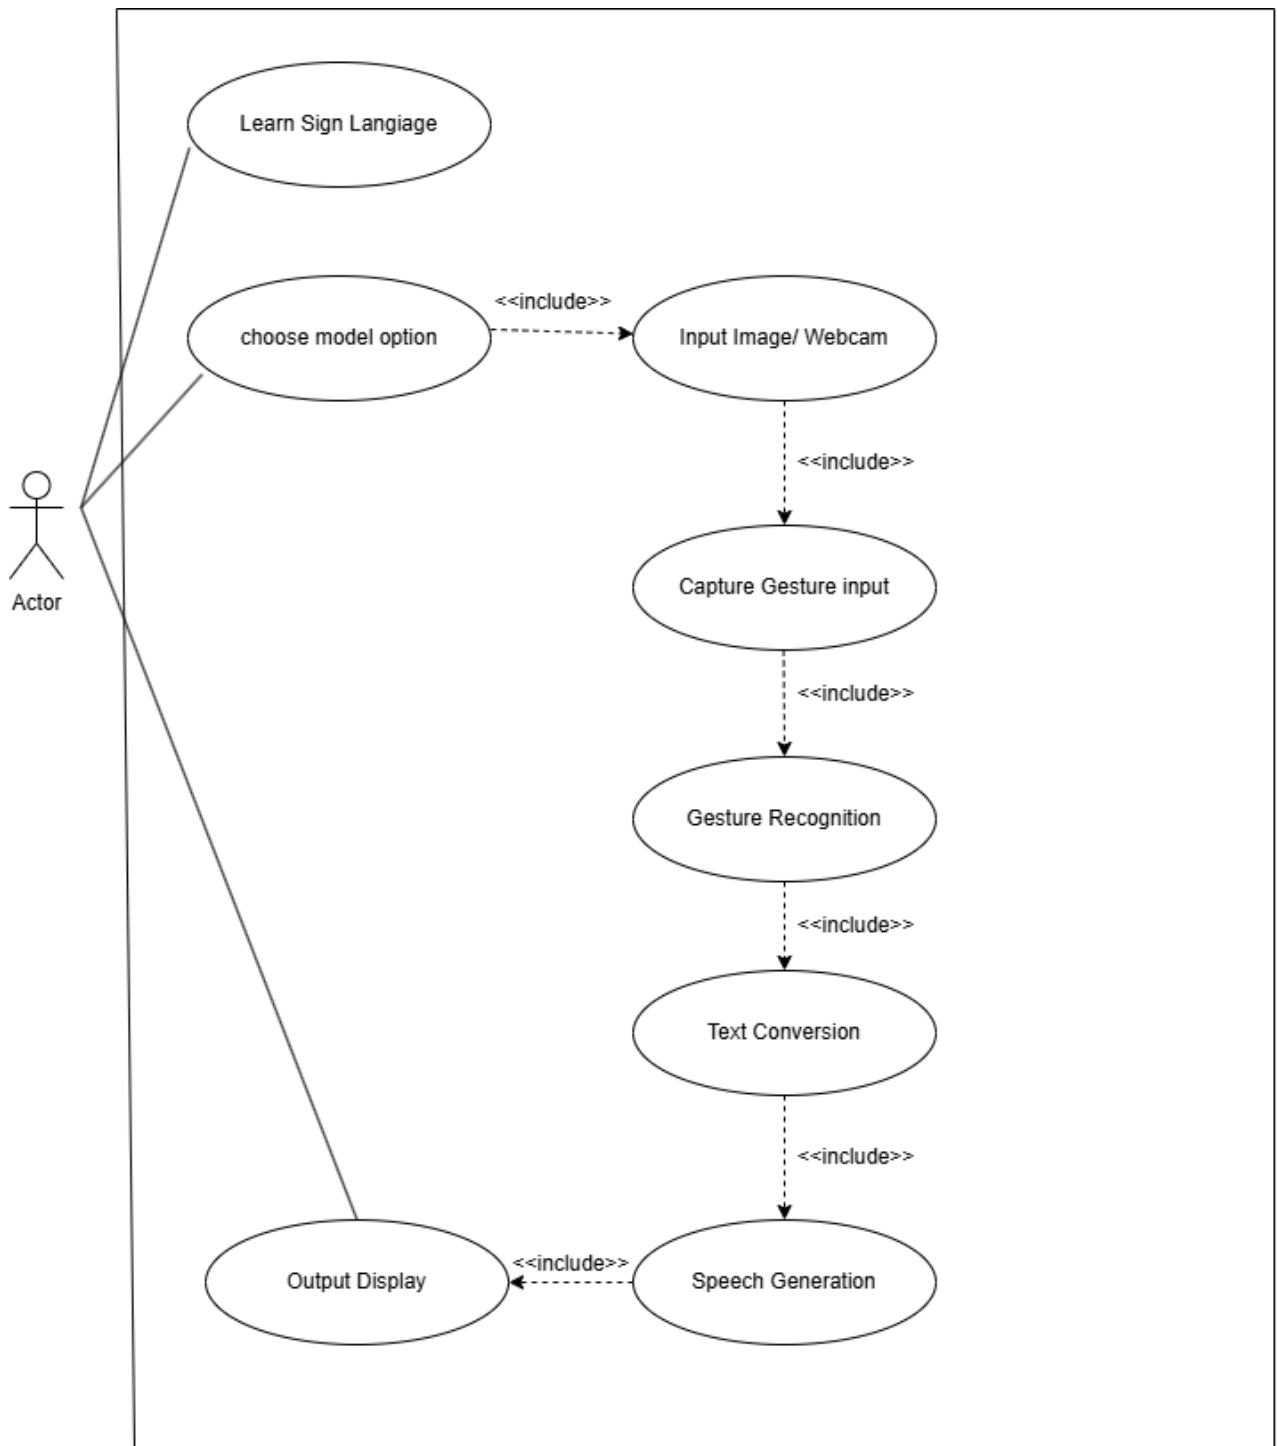 Learn Sign Langiage
<<include>>
choose model option
Input Image/ Webcam
<<include>>
Capture Gesture input
Actor
<<include>>
Gesture Recognition
<<include>>
Text Conversion
<<include>>
<<include>>
Output Display
Speech Generation